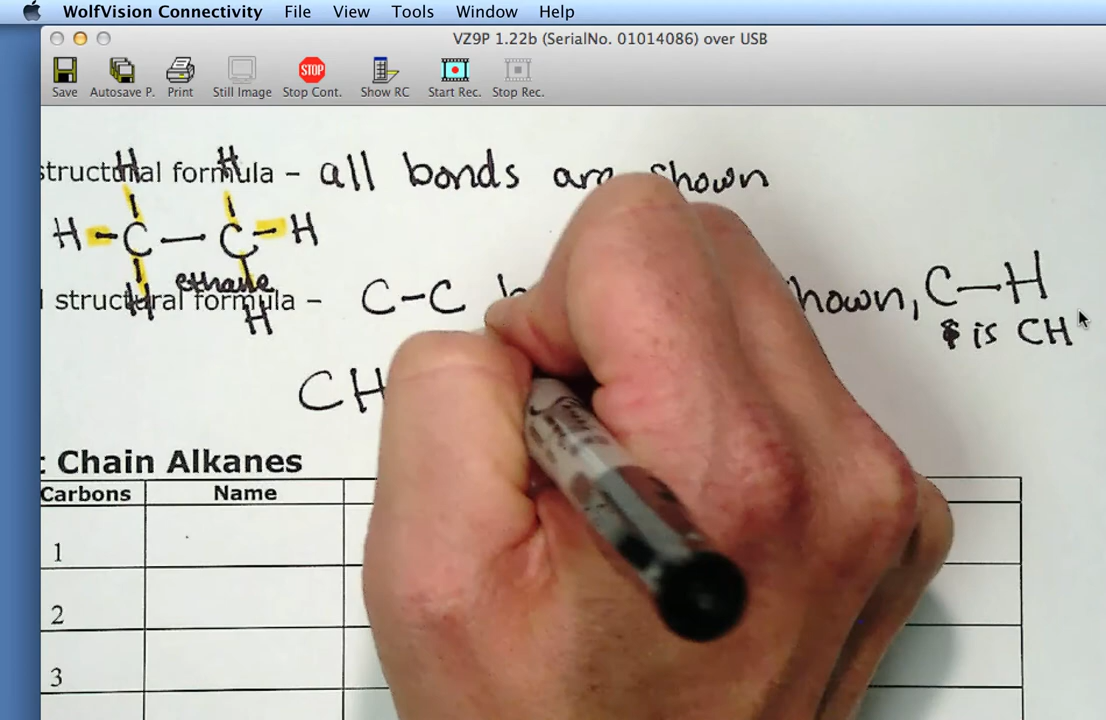 WolfVision Connectivity File View Tools Window Help
VZ9P 1.22b (SerialNo. 01014086) over USB
Save Autosave P. Print Still Image Stop Cont. Show RC Start Rec. Stop Rec.
STOP
structural formula – all bonds are shown
H H
H-C — C-H
ethane
H H
structural formula – C-C hown, C—H
is CH
CH
Chain Alkanes
Carbons Name
1
2
3